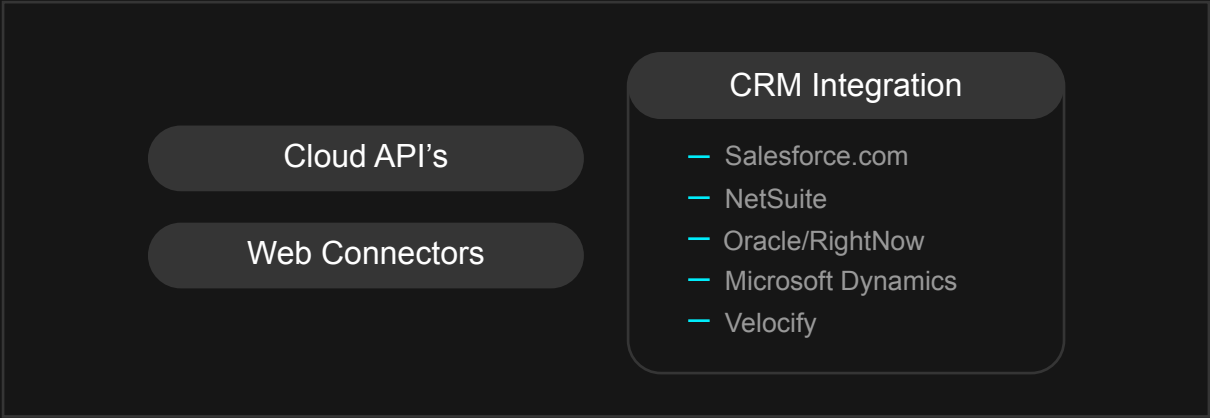 Cloud API’s
Web Connectors
CRM Integration
Salesforce.com
NetSuite
Oracle/RightNow
Microsoft Dynamics
Velocify